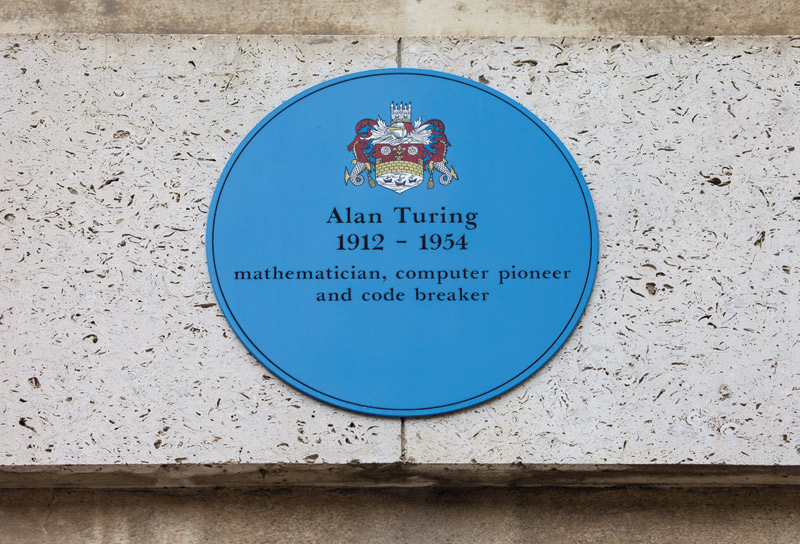 Alan Turing
1912 – 1954
mathematician, computer pioneer
and code breaker